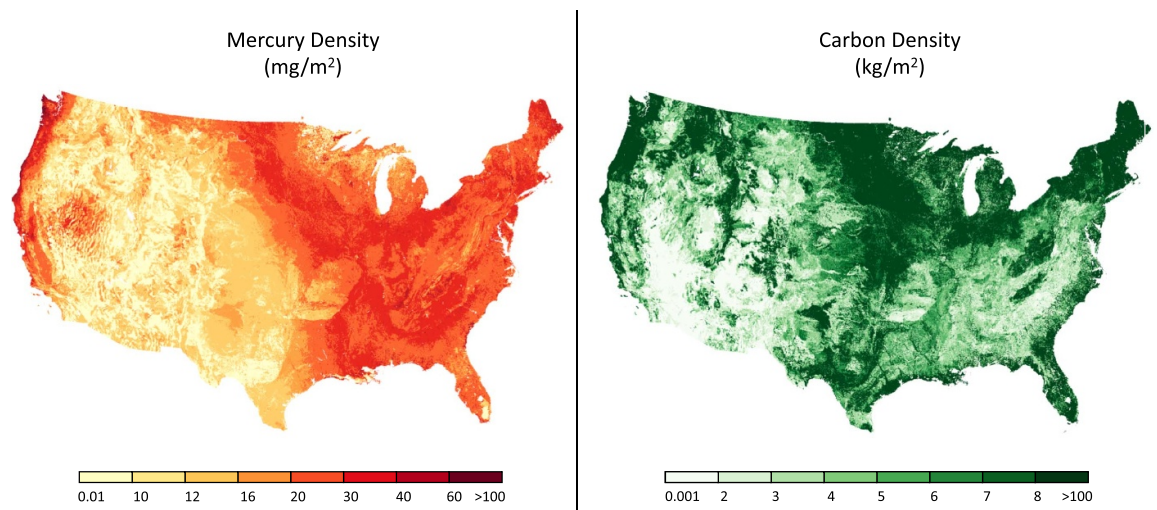 Mercury Density
(mg/m²)
0.01 10 12 16 20 30 40 60 >100
Carbon Density
(kg/m²)
0.001 2 3 4 5 6 7 8 >100